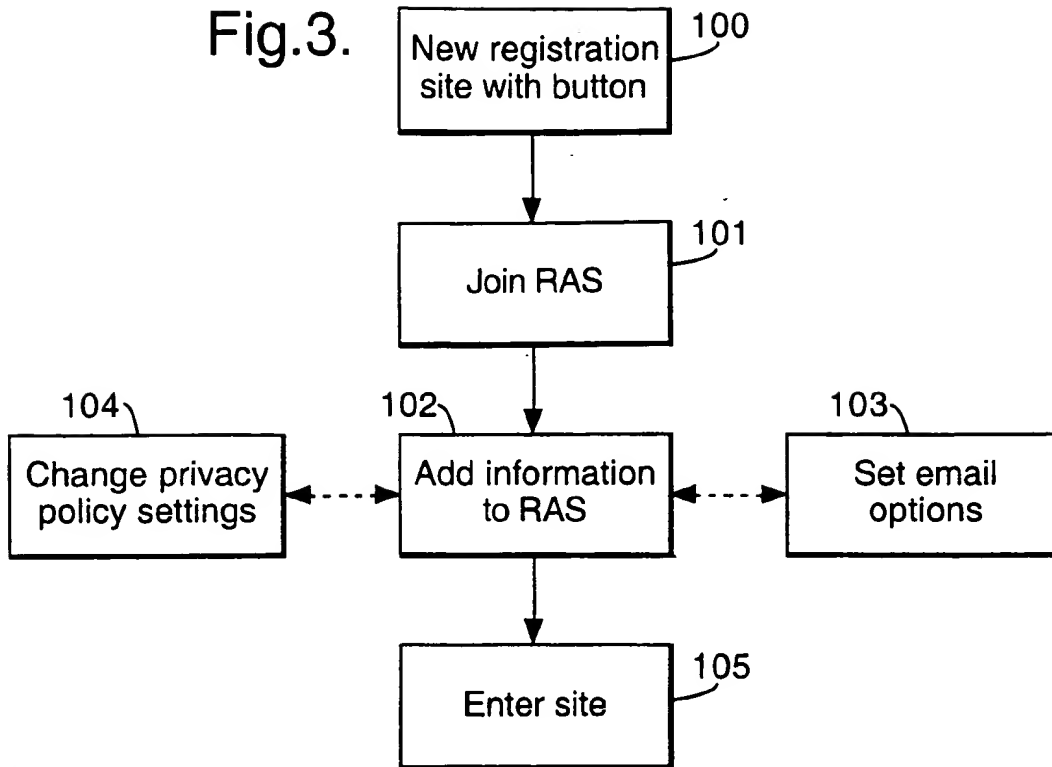 Fig.3.
100
New registration
site with button
101
Join RAS
104
102
103
Change privacy
policy settings
Add information
to RAS
Set email
options
105
Enter site